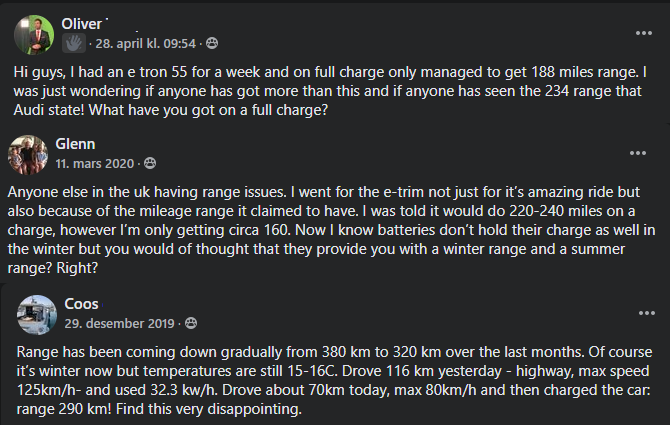 Oliver
· 28. april kl. 09:54 ·
Hi guys, I had an e tron 55 for a week and on full charge only managed to get 188 miles range. I
was just wondering if anyone has got more than this and if anyone has seen the 234 range that
Audi state! What have you got on a full charge?
Glenn
11. mars 2020 ·
Anyone else in the uk having range issues. I went for the e-trim not just for it’s amazing ride but
also because of the mileage range it claimed to have. I was told it would do 220-240 miles on a
charge, however I’m only getting circa 160. Now I know batteries don’t hold their charge as well in
the winter but you would of thought that they provide you with a winter range and a summer
range? Right?
Coos
29. desember 2019 ·
Range has been coming down gradually from 380 km to 320 km over the last months. Of course
it’s winter now but temperatures are still 15-16C. Drove 116 km yesterday - highway, max speed
125km/h- and used 32.3 kw/h. Drove about 70km today, max 80km/h and then charged the car:
range 290 km! Find this very disappointing.